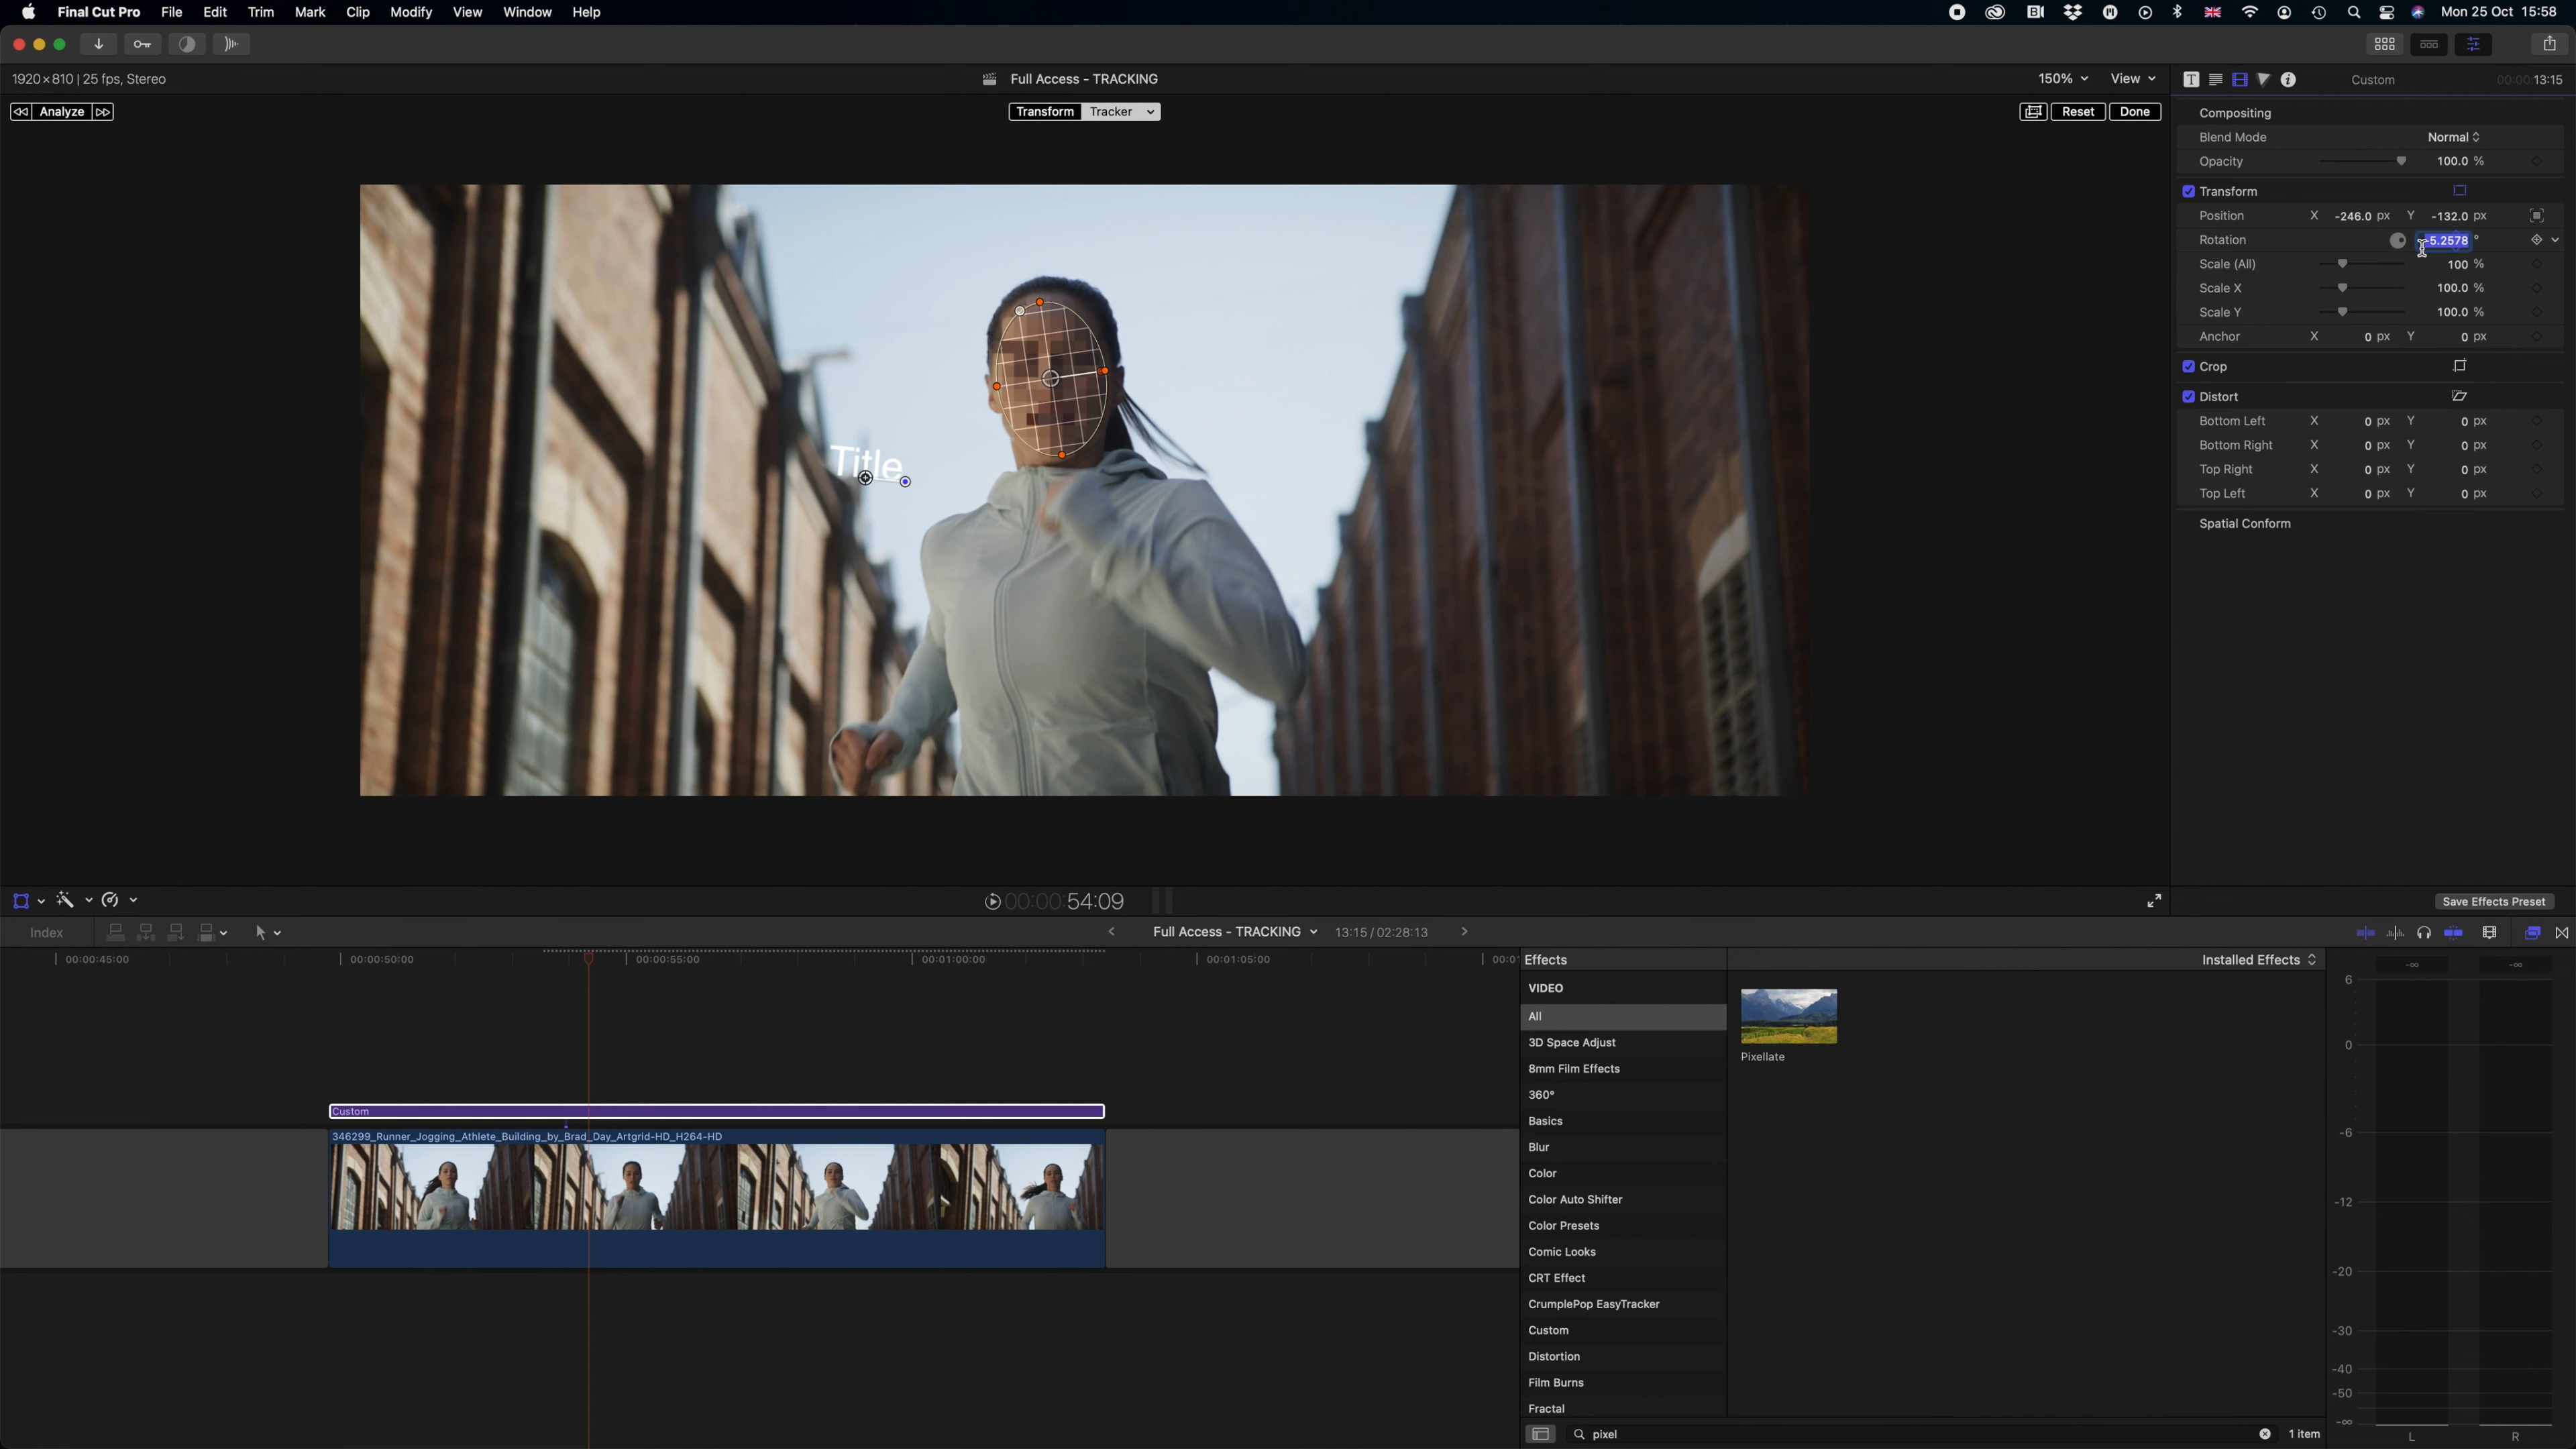 Final Cut Pro File Edit Trim Mark Clip Modify View Window Help Mon 25 Oct 15:58
1920×810 | 25 fps, Stereo Full Access - TRACKING 150% View Custom 00:00:13:15
Analyze Transform Tracker Reset Done
Compositing
Blend Mode Normal
Opacity 100.0 %
Transform
Position X -246.0 px Y -132.0 px
Rotation -5.2578 °
Scale (All) 100 %
Scale X 100.0 %
Scale Y 100.0 %
Anchor X 0 px Y 0 px
Crop
Distort
Bottom Left X 0 px Y 0 px
Bottom Right X 0 px Y 0 px
Top Right X 0 px Y 0 px
Top Left X 0 px Y 0 px
Spatial Conform
Title
00:00:54:09
Save Effects Preset
Index Full Access - TRACKING 13:15 / 02:28:13
00:00:45:00 00:00:50:00 00:00:55:00 00:01:00:00 00:01:05:00 00:01
Custom
346299_Runner_Jogging_Athlete_Building_by_Brad_Day_Artgrid-HD_H264-HD
Effects Installed Effects
VIDEO
All
3D Space Adjust
8mm Film Effects
360°
Basics
Blur
Color
Color Auto Shifter
Color Presets
Comic Looks
CRT Effect
CrumplePop EasyTracker
Custom
Distortion
Film Burns
Fractal
Pixellate
pixel 1 item
-∞ -∞
6
0
-6
-12
-20
-30
-40
-50
-∞
L R